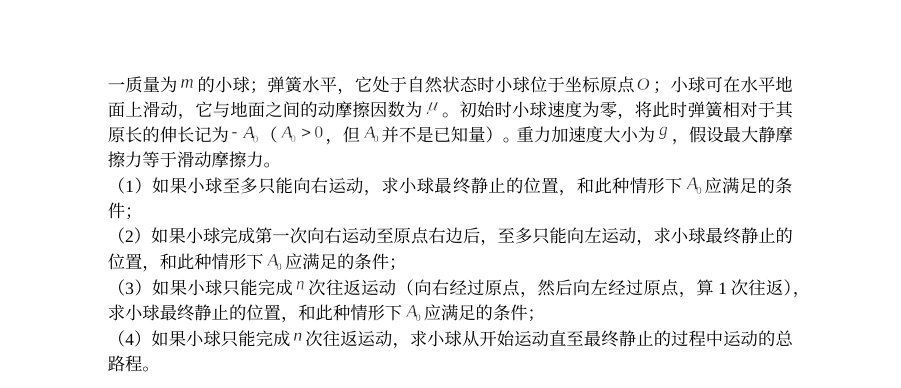 一质量为 m 的小球；弹簧水平，它处于自然状态时小球位于坐标原点 O；小球可在水平地
面上滑动，它与地面之间的动摩擦因数为 μ。初始时小球速度为零，将此时弹簧相对于其
原长的伸长记为 -A₀（A₀>0，但 A₀ 并不是已知量）。重力加速度大小为 g，假设最大静摩
擦力等于滑动摩擦力。
（1）如果小球至多只能向右运动，求小球最终静止的位置，和此种情形下 A₀ 应满足的条
件；
（2）如果小球完成第一次向右运动至原点右边后，至多只能向左运动，求小球最终静止的
位置，和此种情形下 A₀ 应满足的条件；
（3）如果小球只能完成 n 次往返运动（向右经过原点，然后向左经过原点，算 1 次往返），
求小球最终静止的位置，和此种情形下 A₀ 应满足的条件；
（4）如果小球只能完成 n 次往返运动，求小球从开始运动直至最终静止的过程中运动的总
路程。